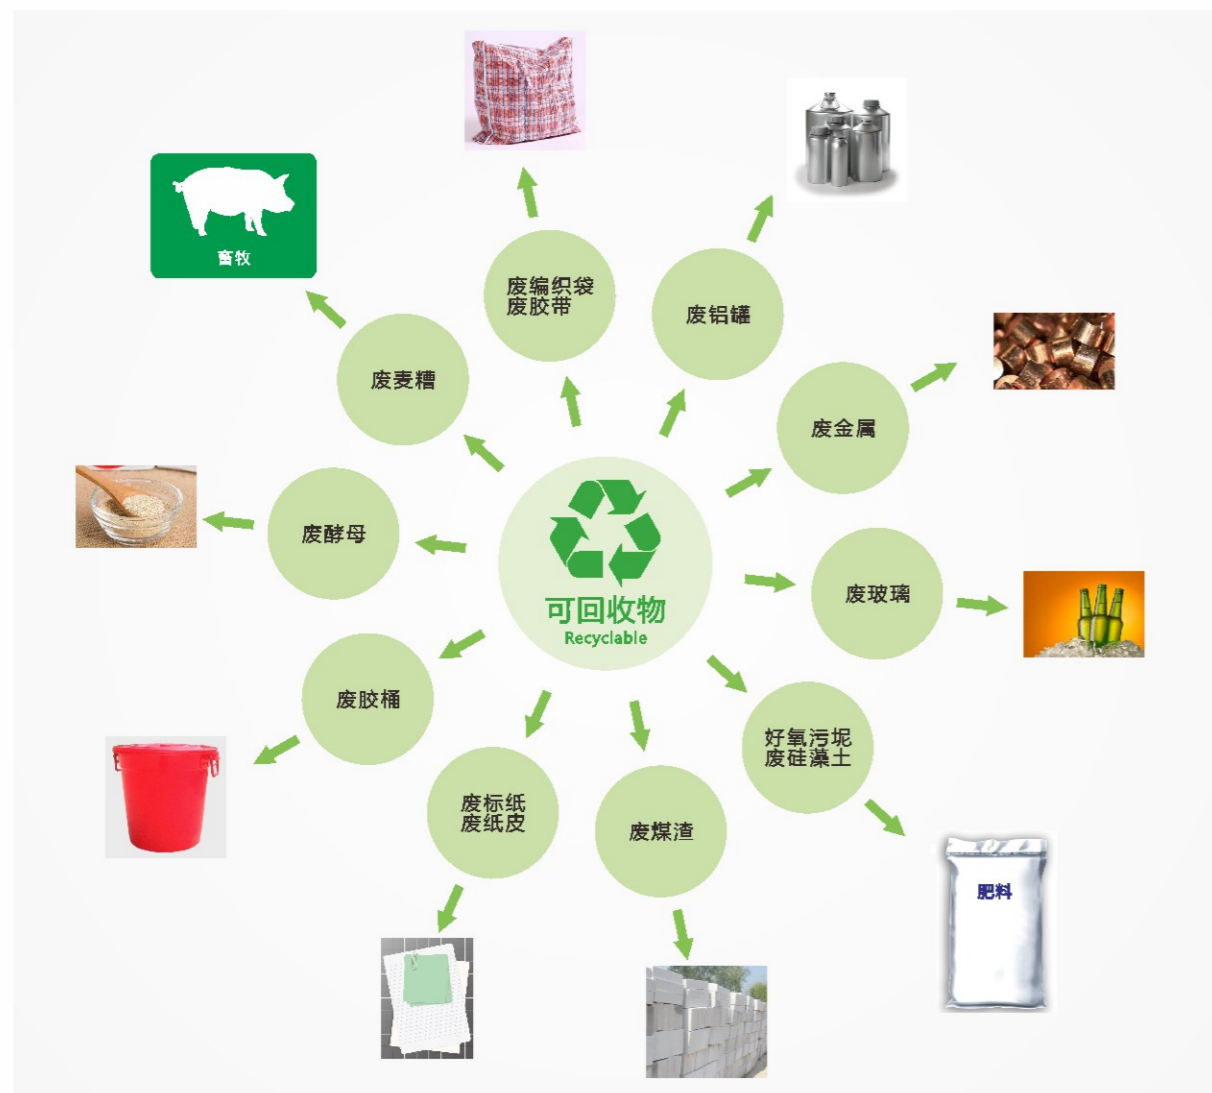 畜牧
废编织袋
废胶带
废铝罐
废麦糟
废金属
废酵母
可回收物
Recyclable
废玻璃
废胶桶
好氧污坭
废硅藻土
废标纸
废纸皮
废煤渣
肥料